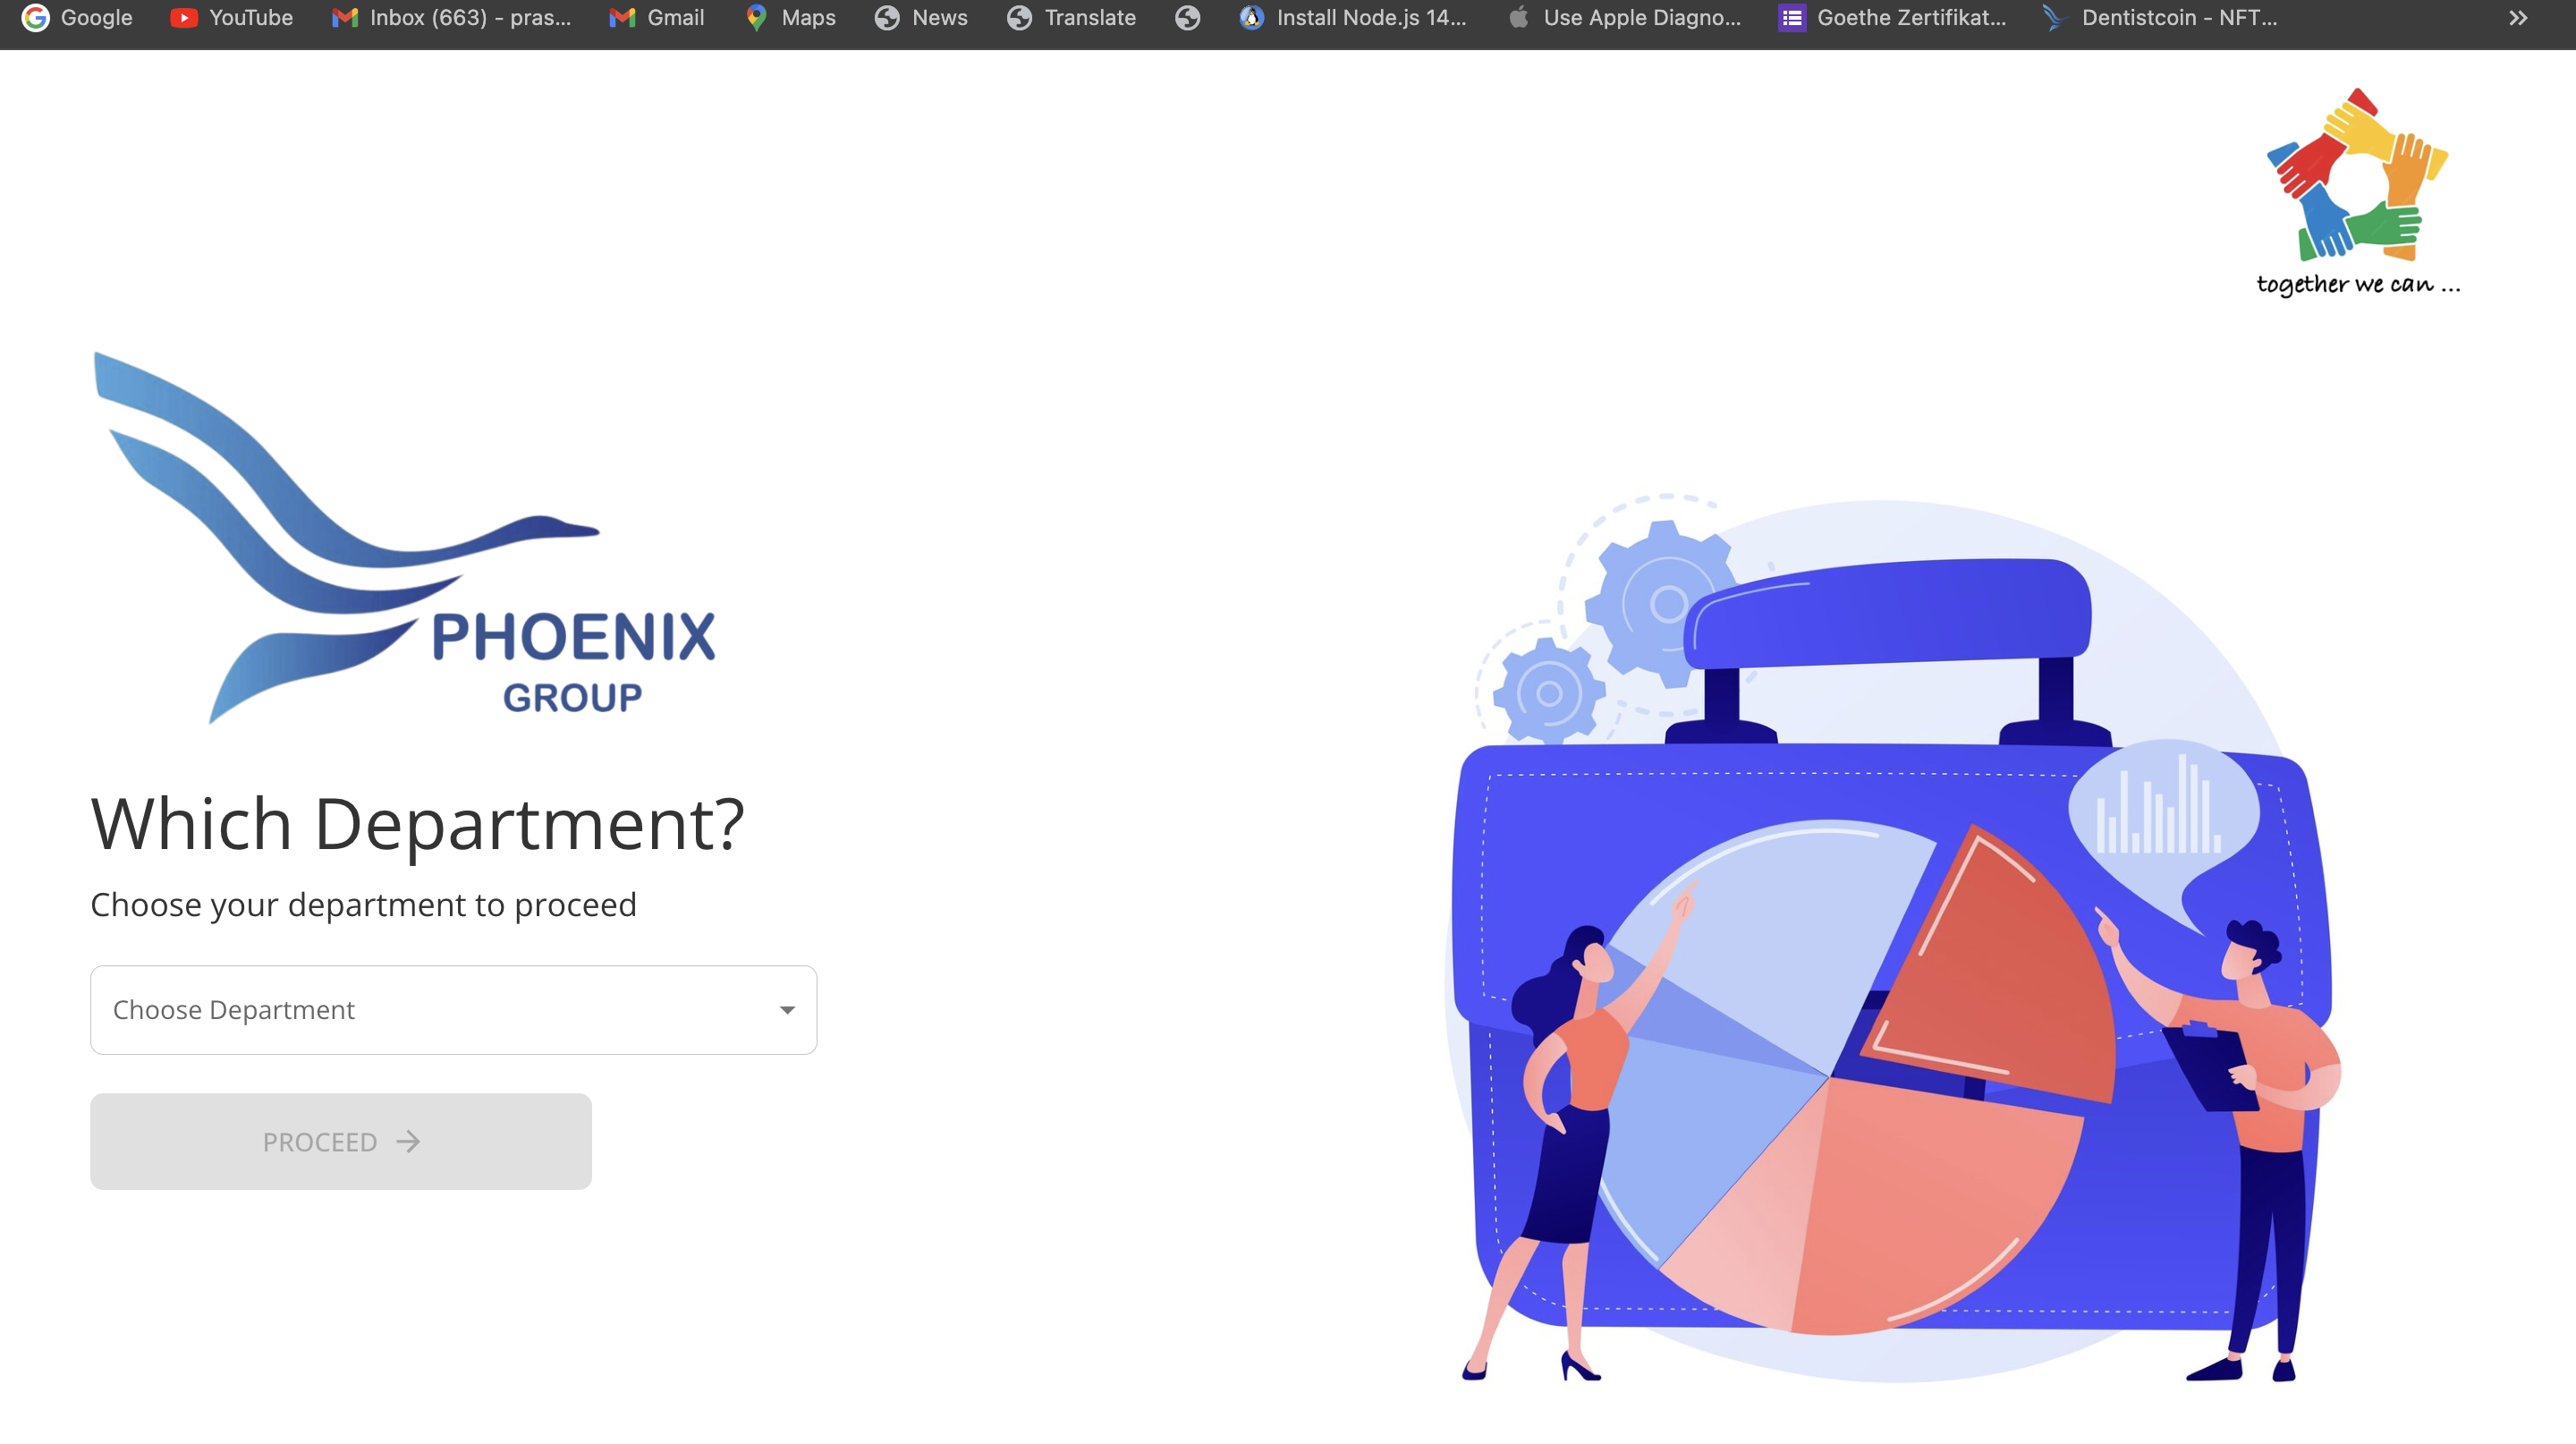 Google YouTube Inbox (663) - pras... Gmail Maps News Translate Install Node.js 14... Use Apple Diagno... Goethe Zertifikat... Dentistcoin - NFT...
together we can ...
PHOENIX
GROUP
Which Department?
Choose your department to proceed
Choose Department
PROCEED